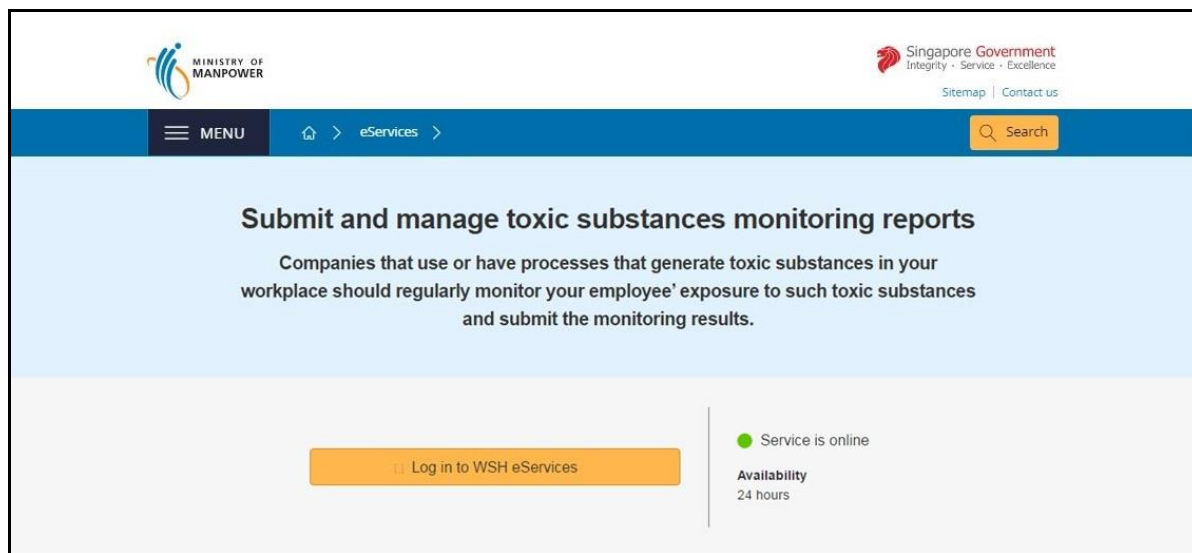 MINISTRY OF
MANPOWER
Singapore Government
Integrity · Service · Excellence
Sitemap | Contact us
MENU
eServices
Search
Submit and manage toxic substances monitoring reports
Companies that use or have processes that generate toxic substances in your
workplace should regularly monitor your employee' exposure to such toxic substances
and submit the monitoring results.
Log in to WSH eServices
Service is online
Availability
24 hours